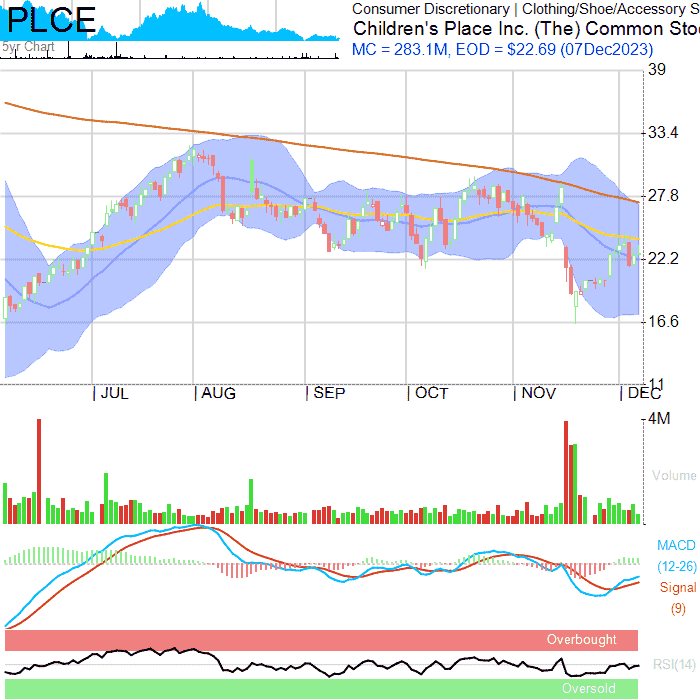 PLCE
5yr Chart
Consumer Discretionary | Clothing/Shoe/Accessory S
Children's Place Inc. (The) Common Sto
MC = 283.1M, EOD = $22.69 (07Dec2023)
39
33.4
27.8
22.2
16.6
11
JUL
AUG
SEP
OCT
NOV
DEC
4M
Volume
MACD
(12-26)
Signal
(9)
Overbought
RSI(14)
Oversold